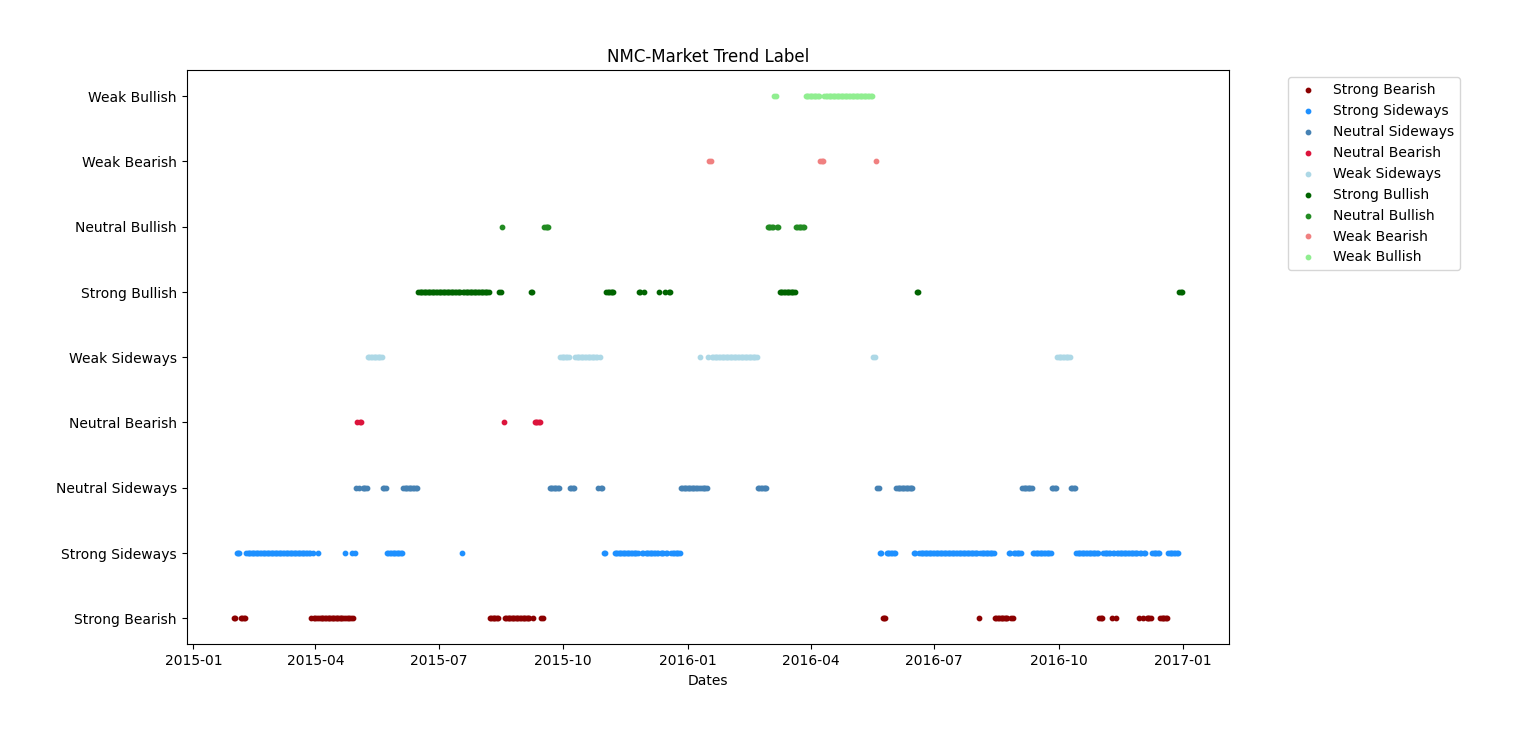 NMC-Market Trend Label
Weak Bullish
Weak Bearish
Neutral Bullish
Strong Bullish
Weak Sideways
Neutral Bearish
Neutral Sideways
Strong Sideways
Strong Bearish
2015-01 2015-04 2015-07 2015-10 2016-01 2016-04 2016-07 2016-10 2017-01
Dates
Strong Bearish
Strong Sideways
Neutral Sideways
Neutral Bearish
Weak Sideways
Strong Bullish
Neutral Bullish
Weak Bearish
Weak Bullish